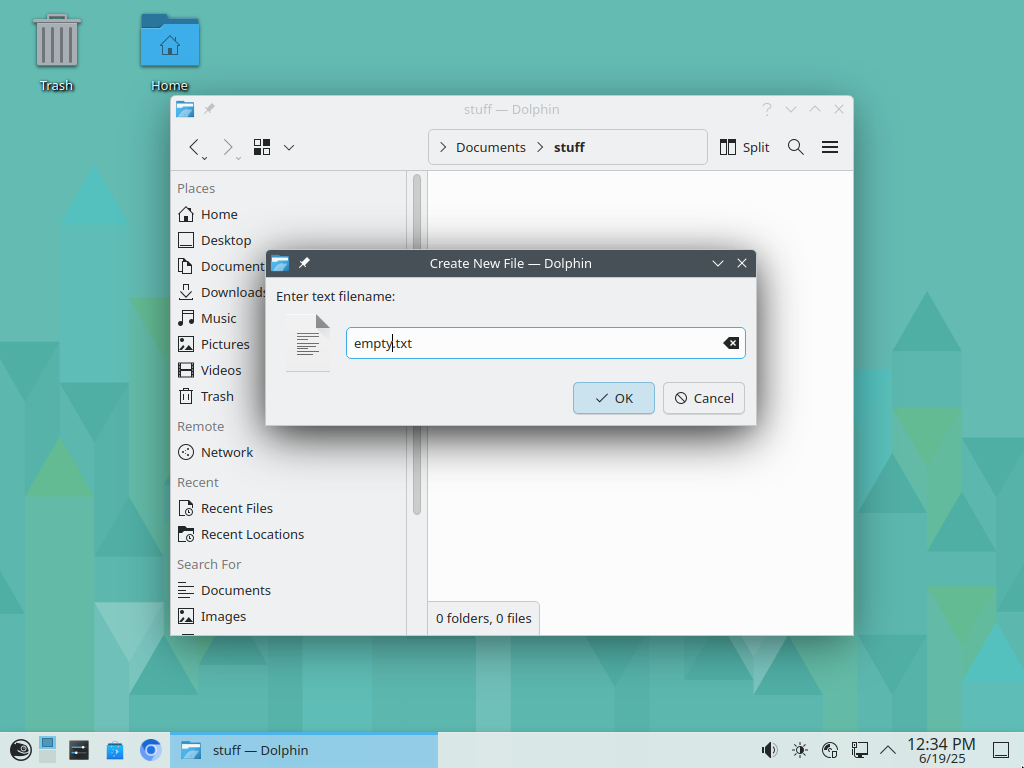 Trash
Home
stuff — Dolphin
Documents
stuff
Split
Places
Home
Desktop
Document
Downloads
Music
Pictures
Videos
Trash
Remote
Network
Recent
Recent Files
Recent Locations
Search For
Documents
Images
0 folders, 0 files
Create New File — Dolphin
Enter text filename:
empty.txt
OK
Cancel
stuff — Dolphin
12:34 PM
6/19/25